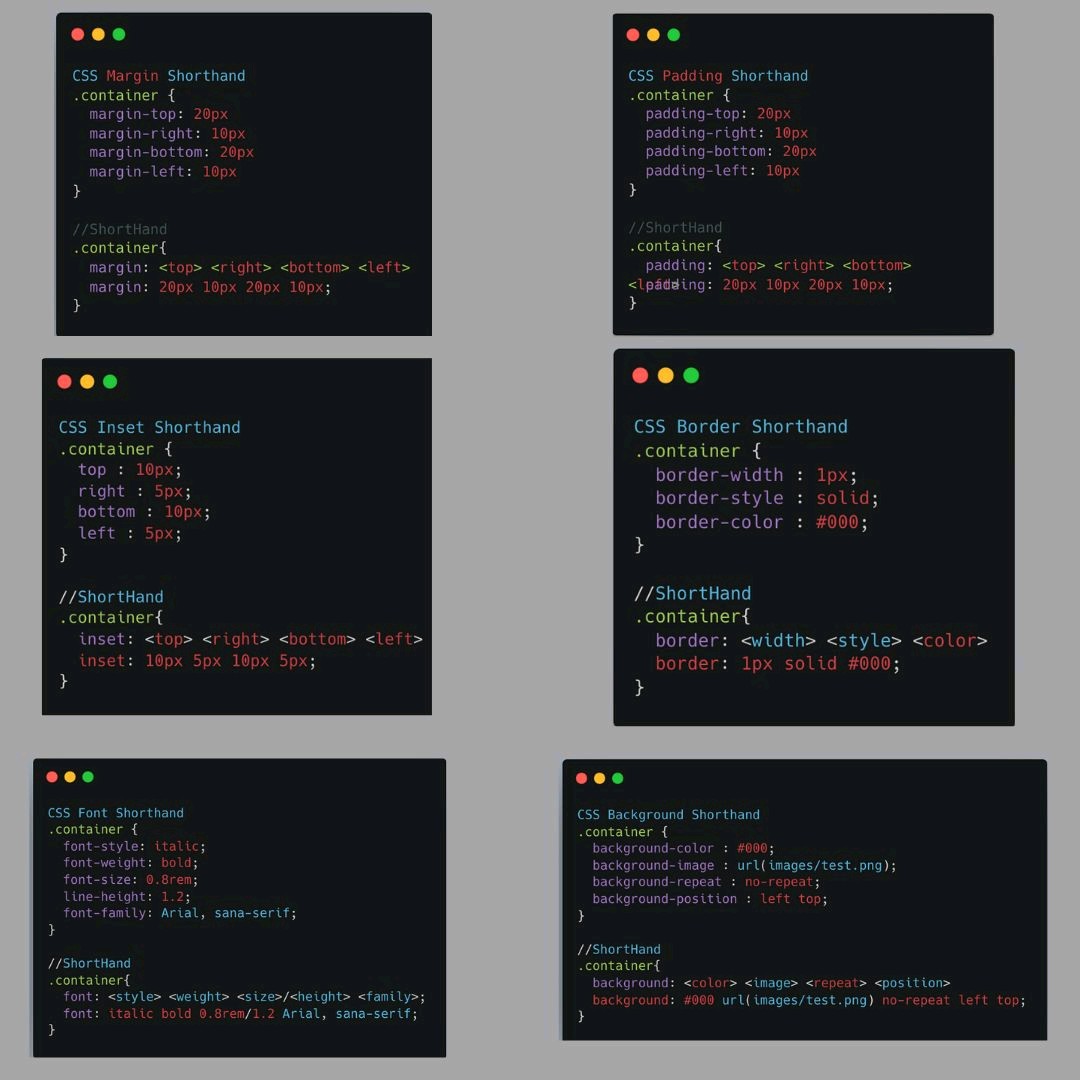 CSS Margin Shorthand
.container {
margin-top: 20px
margin-right: 10px
margin-bottom: 20px
margin-left: 10px
}
//ShortHand
.container{
margin: <top> <right> <bottom> <left>
margin: 20px 10px 20px 10px;
}
CSS Padding Shorthand
.container {
padding-top: 20px
padding-right: 10px
padding-bottom: 20px
padding-left: 10px
}
//ShortHand
.container{
padding: <top> <right> <bottom>
<left>
padding: 20px 10px 20px 10px;
}
CSS Inset Shorthand
.container {
top : 10px;
right : 5px;
bottom : 10px;
left : 5px;
}
//ShortHand
.container{
inset: <top> <right> <bottom> <left>
inset: 10px 5px 10px 5px;
}
CSS Border Shorthand
.container {
border-width : 1px;
border-style : solid;
border-color : #000;
}
//ShortHand
.container{
border: <width> <style> <color>
border: 1px solid #000;
}
CSS Font Shorthand
.container {
font-style: italic;
font-weight: bold;
font-size: 0.8rem;
line-height: 1.2;
font-family: Arial, sana-serif;
}
//ShortHand
.container{
font: <style> <weight> <size>/<height> <family>;
font: italic bold 0.8rem/1.2 Arial, sana-serif;
}
CSS Background Shorthand
.container {
background-color : #000;
background-image : url(images/test.png);
background-repeat : no-repeat;
background-position : left top;
}
//ShortHand
.container{
background: <color> <image> <repeat> <position>
background: #000 url(images/test.png) no-repeat left top;
}